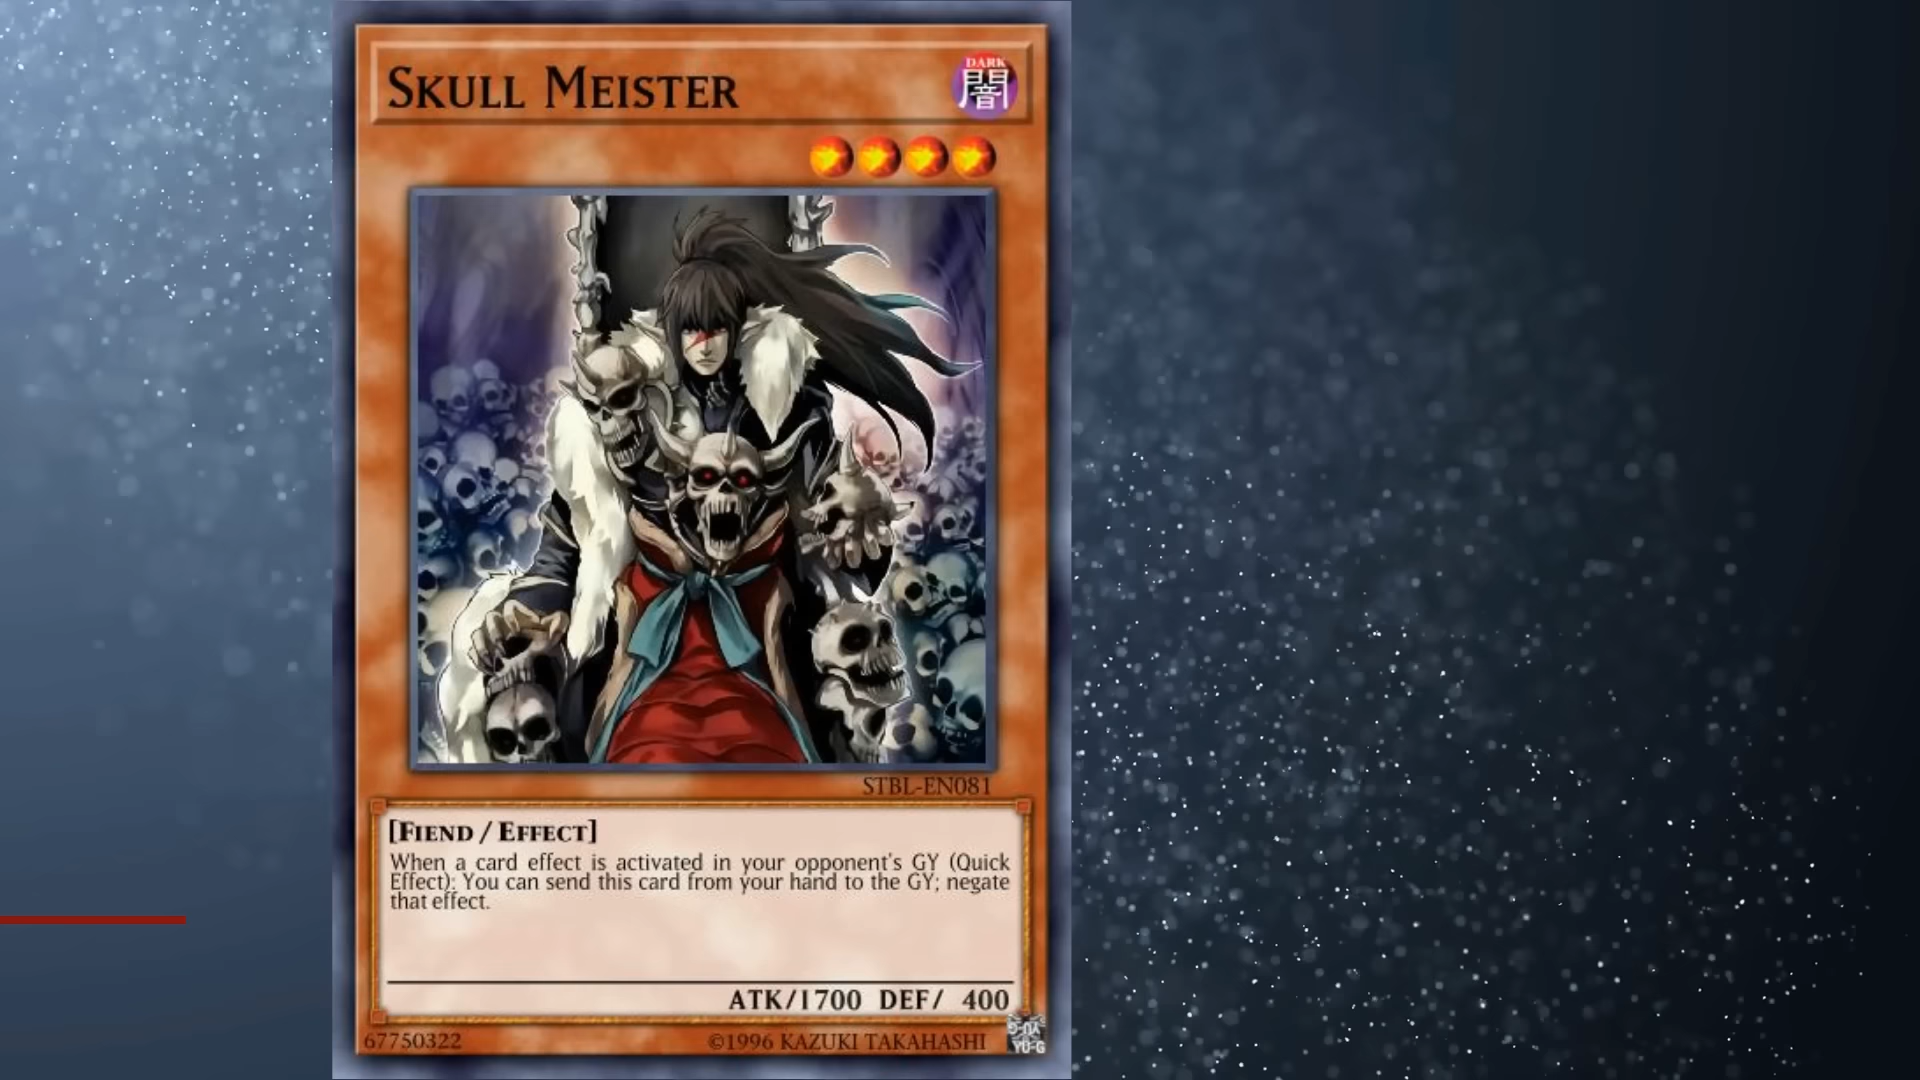 SKULL MEISTER
DARK
闇
STBL-EN081
[FIEND / EFFECT]
When a card effect is activated in your opponent's GY (Quick
Effect): You can send this card from your hand to the GY; negate
that effect.
ATK/1700 DEF/ 400
67750322
©1996 KAZUKI TAKAHASHI